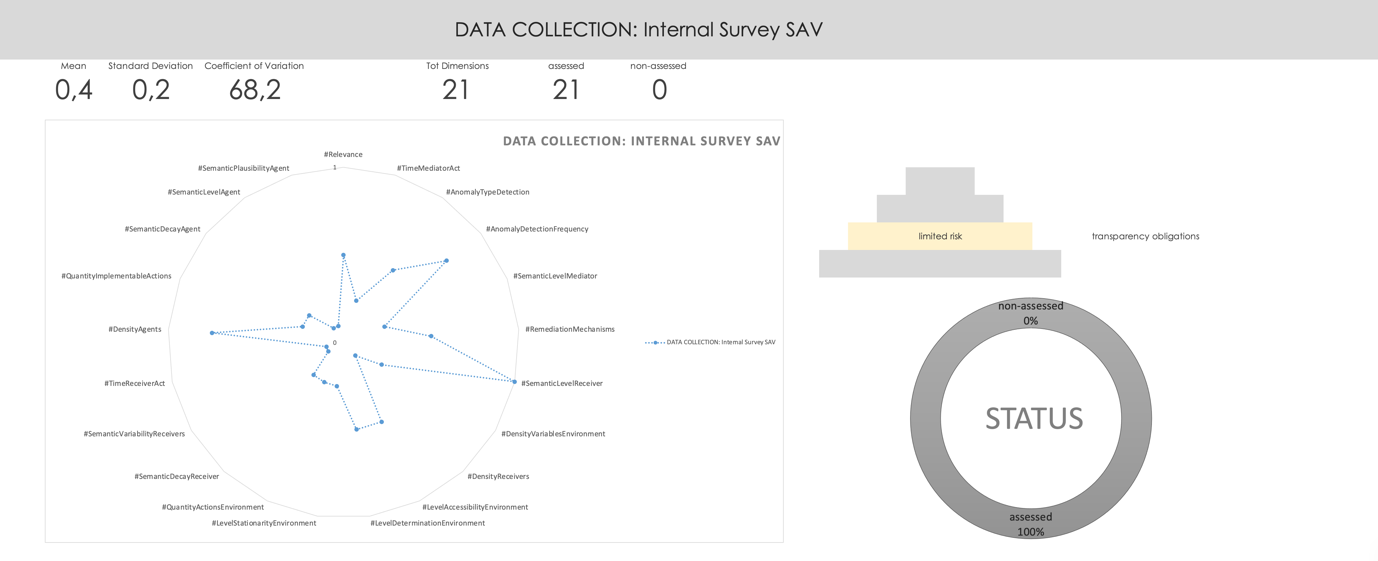 DATA COLLECTION: Internal Survey SAV
Mean Standard Deviation Coefficient of Variation Tot Dimensions assessed non-assessed
0,4 0,2 68,2 21 21 0
DATA COLLECTION: INTERNAL SURVEY SAV
#Relevance
1
#SemanticPlausibilityAgent #TimeMediatorAct
#SemanticLevelAgent #AnomalyTypeDetection
#SemanticDecayAgent #AnomalyDetectionFrequency
#QuantityImplementableActions #SemanticLevelMediator
#DensityAgents #RemediationMechanisms
0
DATA COLLECTION: Internal Survey SAV
#TimeReceiverAct #SemanticLevelReceiver
#SemanticVariabilityReceivers #DensityVariablesEnvironment
#SemanticDecayReceiver #DensityReceivers
#QuantityActionsEnvironment #LevelAccessibilityEnvironment
#LevelStationarityEnvironment #LevelDeterminationEnvironment
limited risk transparency obligations
non-assessed
0%
STATUS
assessed
100%